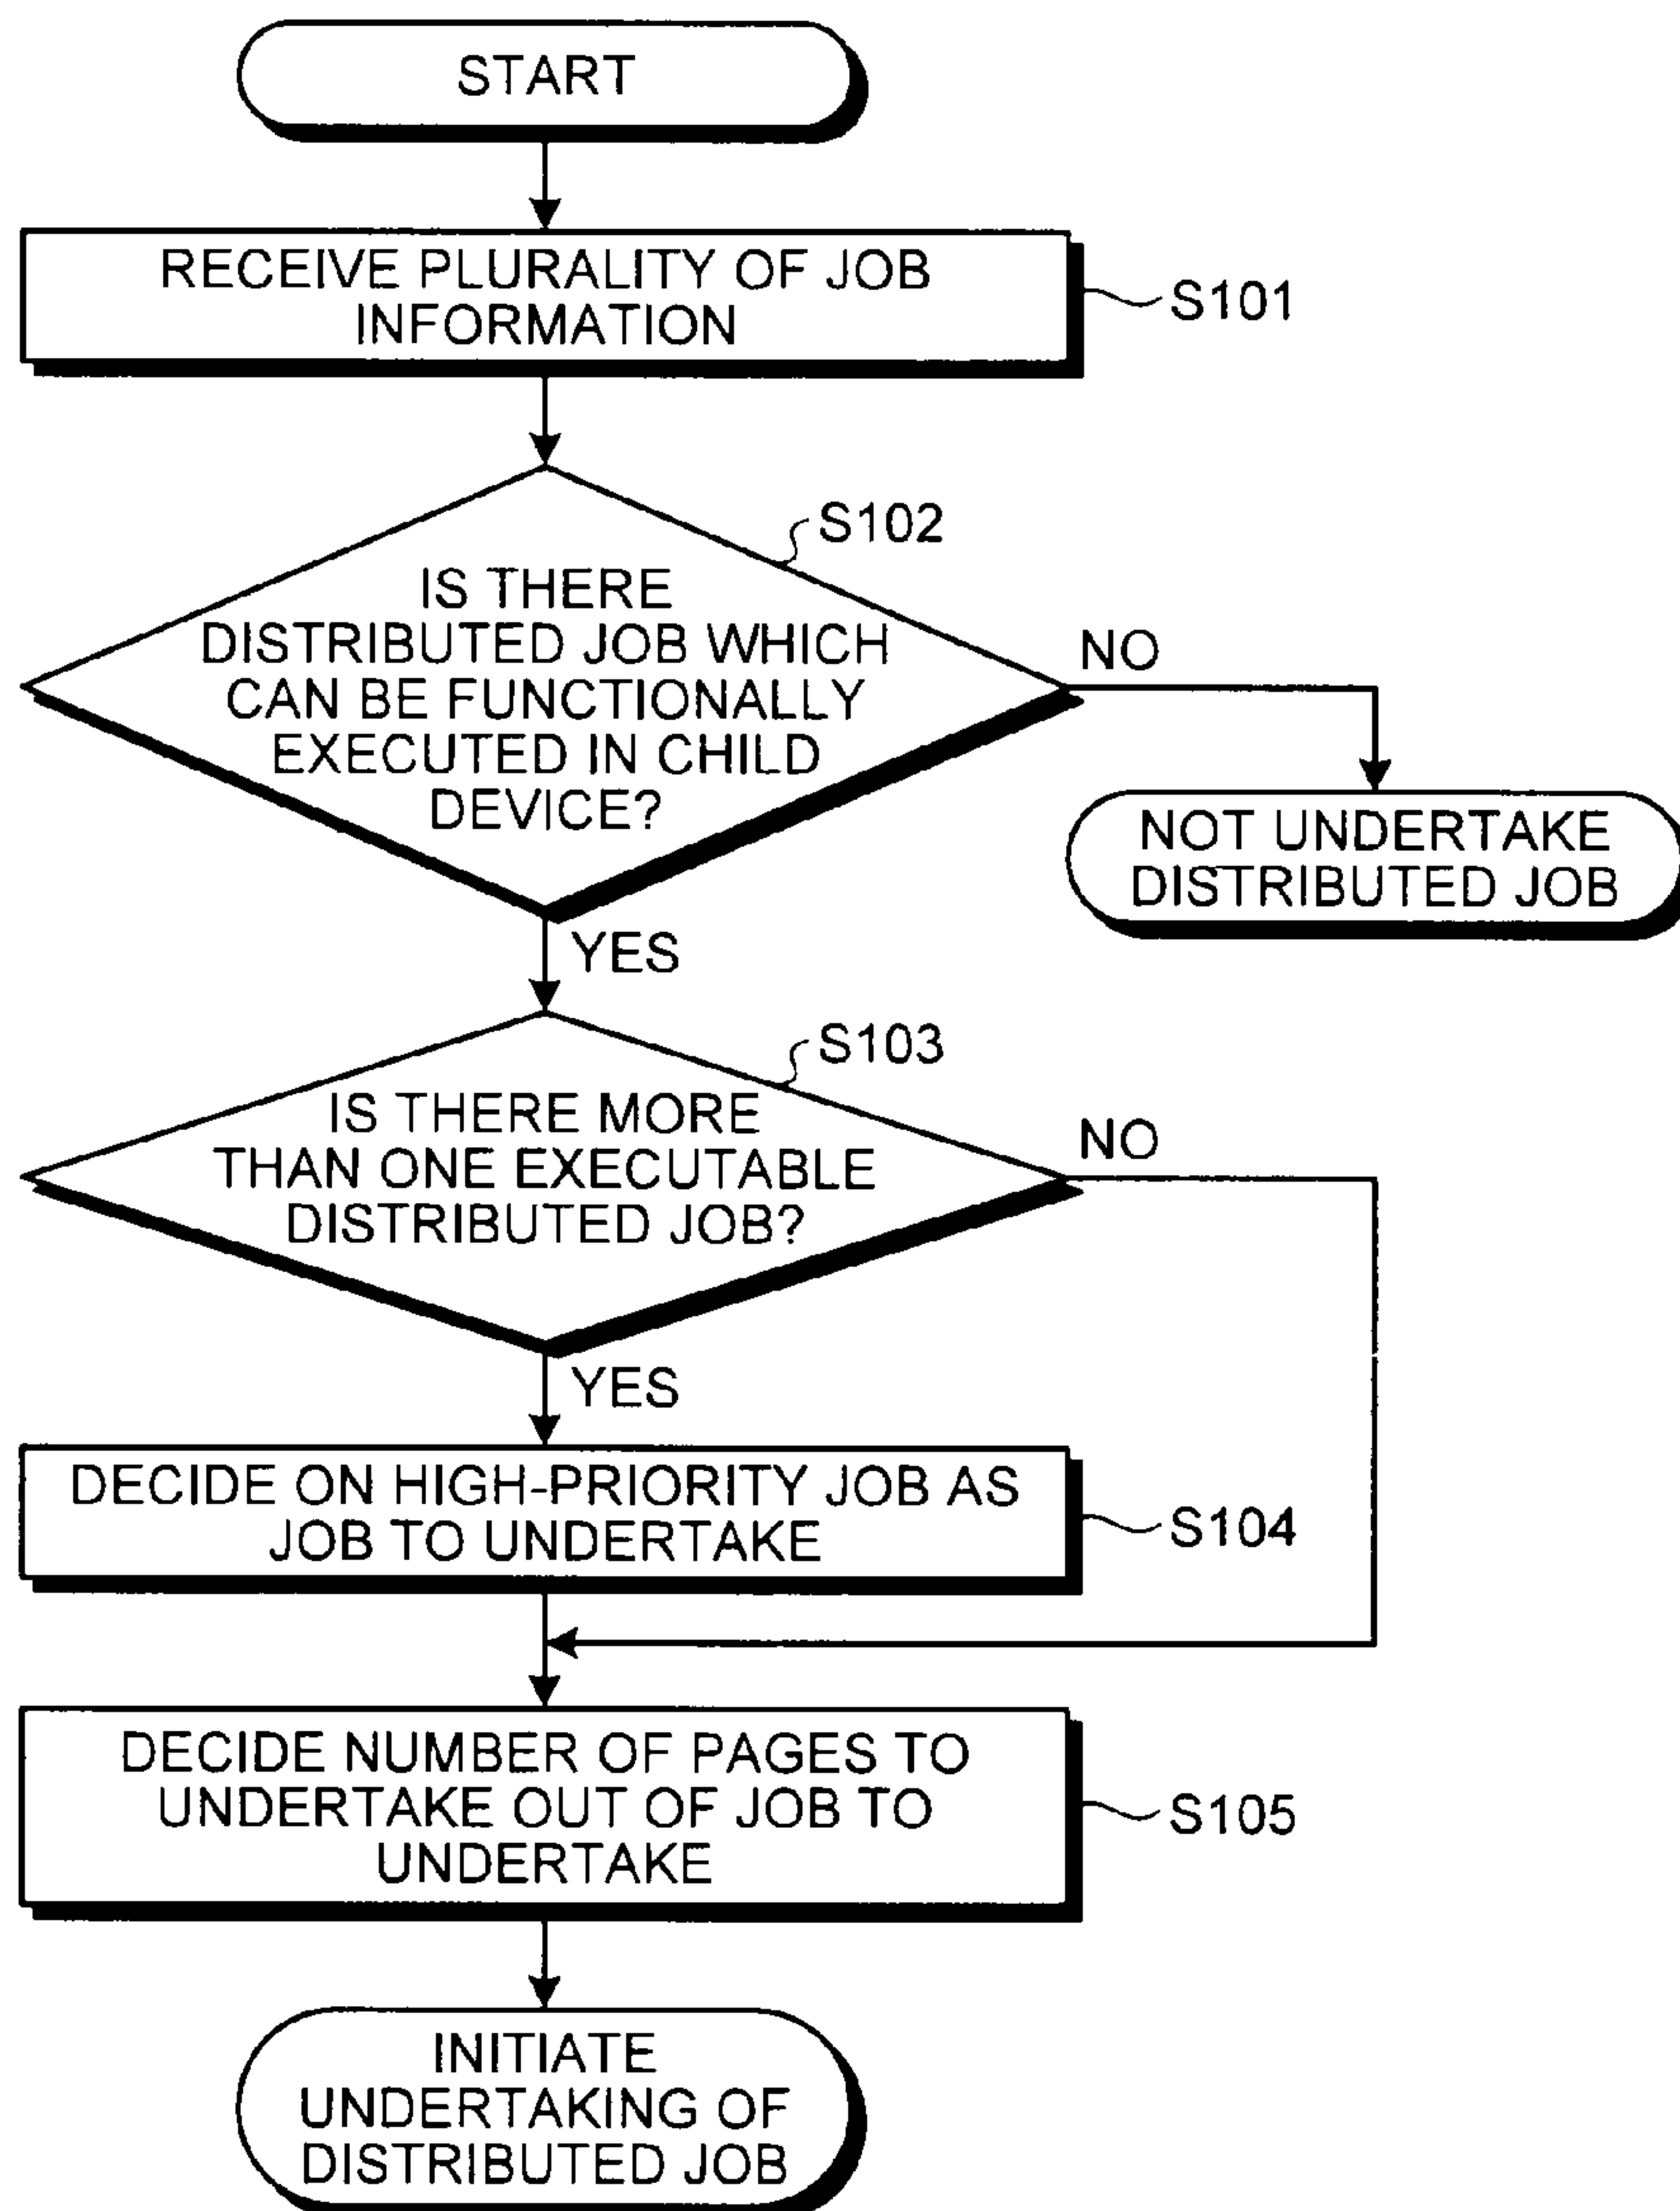 START
RECEIVE PLURALITY OF JOB
INFORMATION
S101
S102
IS THERE
DISTRIBUTED JOB WHICH
CAN BE FUNCTIONALLY
EXECUTED IN CHILD
DEVICE?
NO
NOT UNDERTAKE
DISTRIBUTED JOB
YES
S103
IS THERE MORE
THAN ONE EXECUTABLE
DISTRIBUTED JOB?
NO
YES
DECIDE ON HIGH-PRIORITY JOB AS
JOB TO UNDERTAKE
S104
DECIDE NUMBER OF PAGES TO
UNDERTAKE OUT OF JOB TO
UNDERTAKE
S105
INITIATE
UNDERTAKING OF
DISTRIBUTED JOB